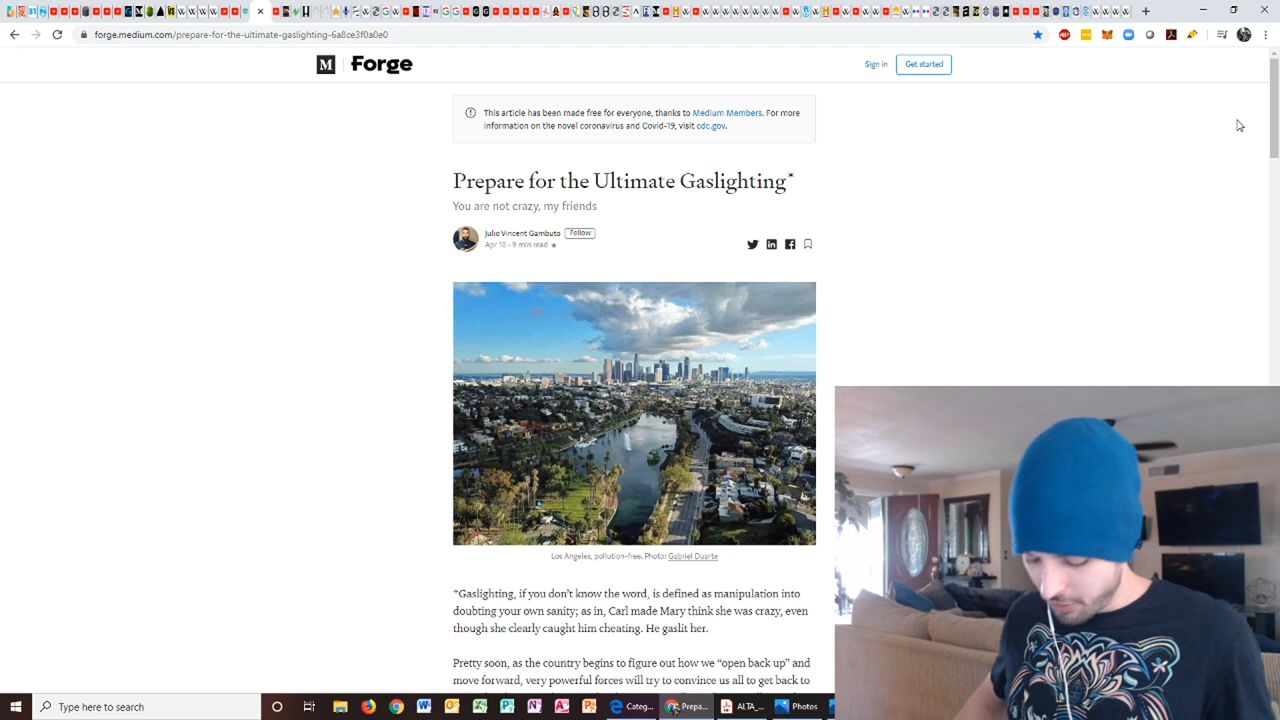 forge.medium.com/prepare-for-the-ultimate-gaslighting-6a8ce3f0a0e0
M Forge
Sign in
Get started
This article has been made free for everyone, thanks to Medium Members. For more
information on the novel coronavirus and Covid-19, visit cdc.gov.
Prepare for the Ultimate Gaslighting*
You are not crazy, my friends
Julio Vincent Gambuto Follow
Apr 10 · 9 min read ★
Los Angeles, pollution-free. Photo: Gabriel Duarte
“Gaslighting, if you don’t know the word, is defined as manipulation into
doubting your own sanity; as in, Carl made Mary think she was crazy, even
though she clearly caught him cheating. He gaslit her.
Pretty soon, as the country begins to figure out how we “open back up” and
move forward, very powerful forces will try to convince us all to get back to
Type here to search
Categ...
Prepa...
ALTA_...
Photos